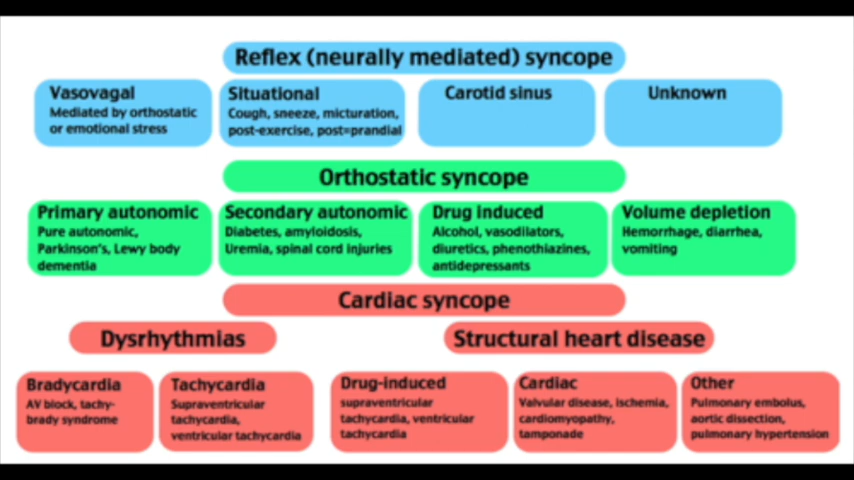 Reflex (neurally mediated) syncope
Vasovagal
Mediated by orthostatic
or emotional stress
Situational
Cough, sneeze, micturation,
post-exercise, post=prandial
Carotid sinus
Unknown
Orthostatic syncope
Primary autonomic
Pure autonomic,
Parkinson's, Lewy body
dementia
Secondary autonomic
Diabetes, amyloidosis,
Uremia, spinal cord injuries
Drug induced
Alcohol, vasodilators,
diuretics, phenothiazines,
antidepressants
Volume depletion
Hemorrhage, diarrhea,
vomiting
Cardiac syncope
Dysrhythmias
Structural heart disease
Bradycardia
AV block, tachy-
brady syndrome
Tachycardia
Supraventricular
tachycardia,
ventricular tachycardia
Drug-induced
supraventricular
tachycardia, ventricular
tachycardia
Cardiac
Valvular disease, ischemia,
cardiomyopathy,
tamponade
Other
Pulmonary embolus,
aortic dissection,
pulmonary hypertension